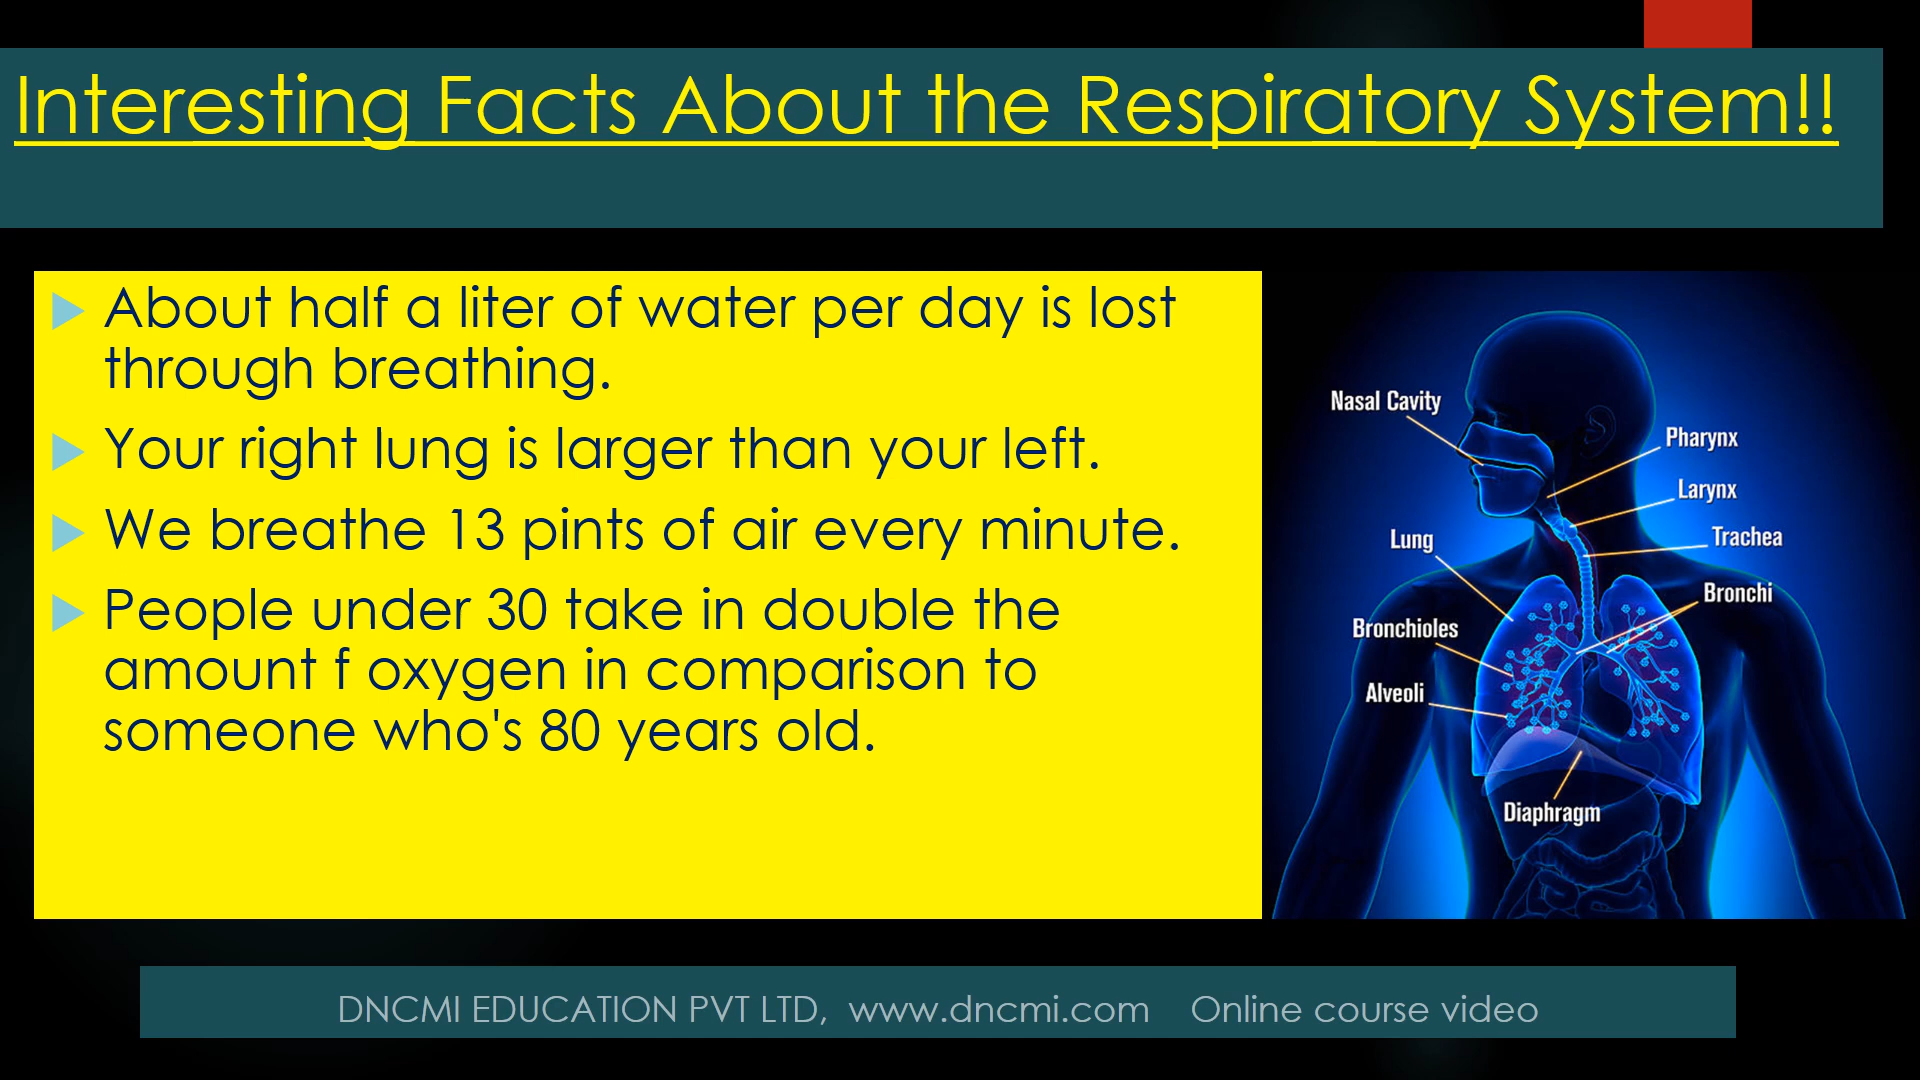 Interesting Facts About the Respiratory System!!
About half a liter of water per day is lost
through breathing.
Your right lung is larger than your left.
We breathe 13 pints of air every minute.
People under 30 take in double the
amount f oxygen in comparison to
someone who's 80 years old.
Nasal Cavity
Pharynx
Larynx
Lung
Trachea
Bronchi
Bronchioles
Alveoli
Diaphragm
DNCMI EDUCATION PVT LTD, www.dncmi.com Online course video